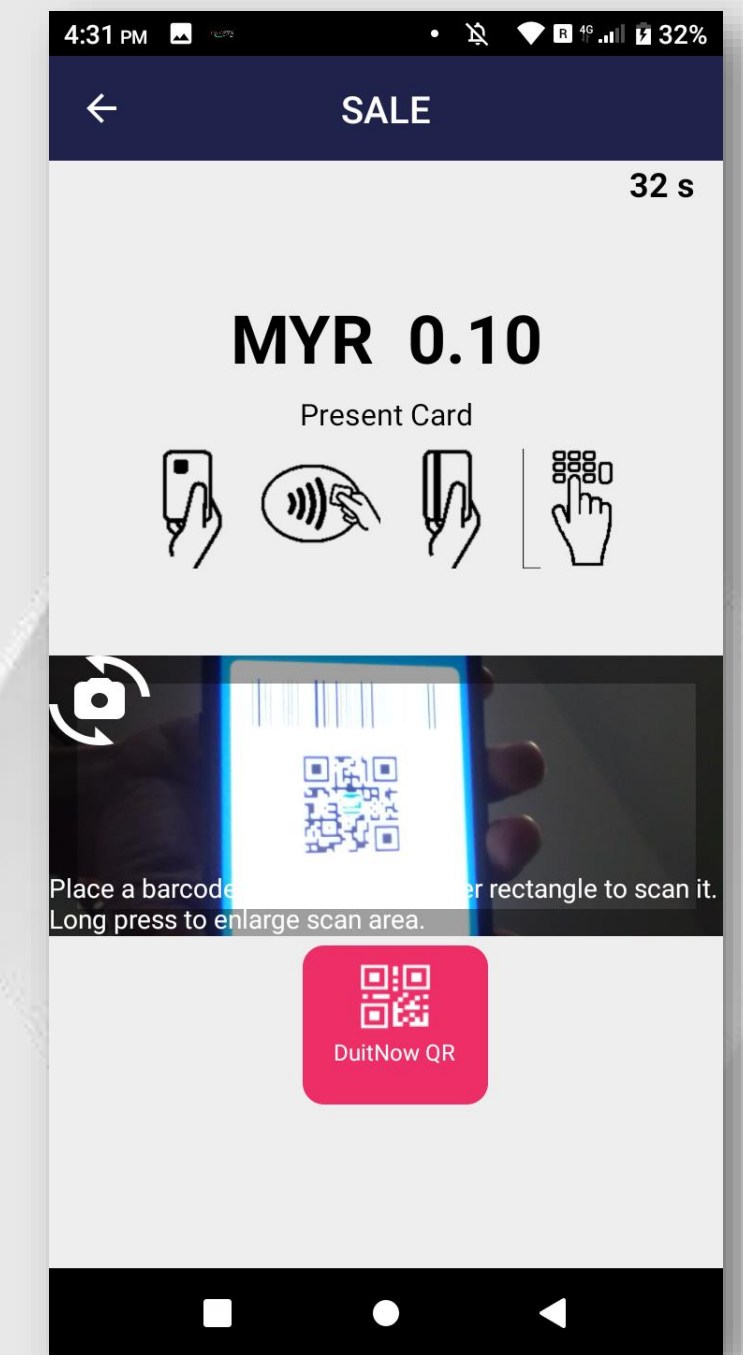 4:31 PM 4G 32%
SALE
32 s
MYR 0.10
Present Card
Place a barcode er rectangle to scan it.
Long press to enlarge scan area.
DuitNow QR